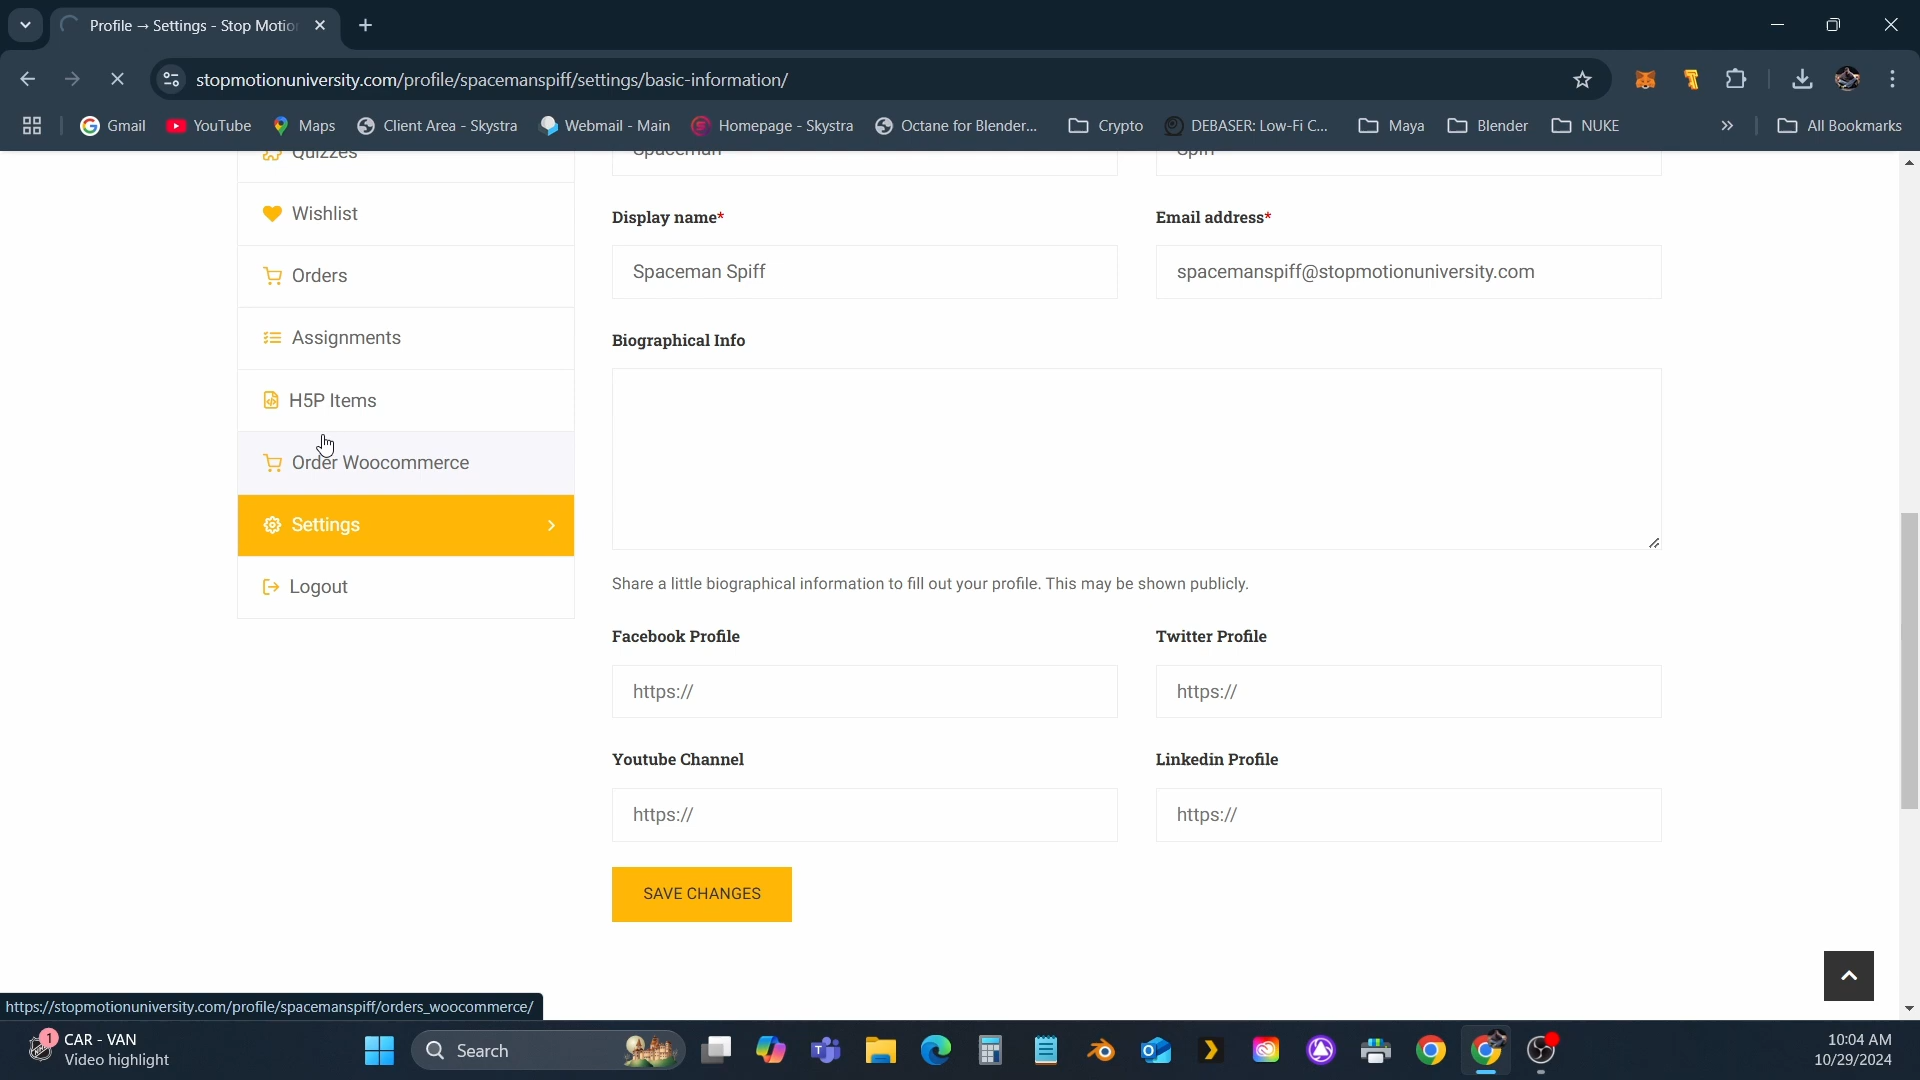 Profile → Settings - Stop Motion
stopmotionuniversity.com/profile/spacemanspiff/settings/basic-information/
Gmail
YouTube
Maps
Client Area - Skystra
Webmail - Main
Homepage - Skystra
Octane for Blender...
Crypto
DEBASER: Low-Fi C...
Maya
Blender
NUKE
»
All Bookmarks
Quizzes
Wishlist
Orders
Assignments
H5P Items
Order Woocommerce
Settings
Logout
Spaceman
Spiff
Display name*
Email address*
Spaceman Spiff
spacemanspiff@stopmotionuniversity.com
Biographical Info
Share a little biographical information to fill out your profile. This may be shown publicly.
Facebook Profile
Twitter Profile
https://
https://
Youtube Channel
Linkedin Profile
https://
https://
SAVE CHANGES
https://stopmotionuniversity.com/profile/spacemanspiff/orders_woocommerce/
1
CAR - VAN
Video highlight
Search
10:04 AM
10/29/2024